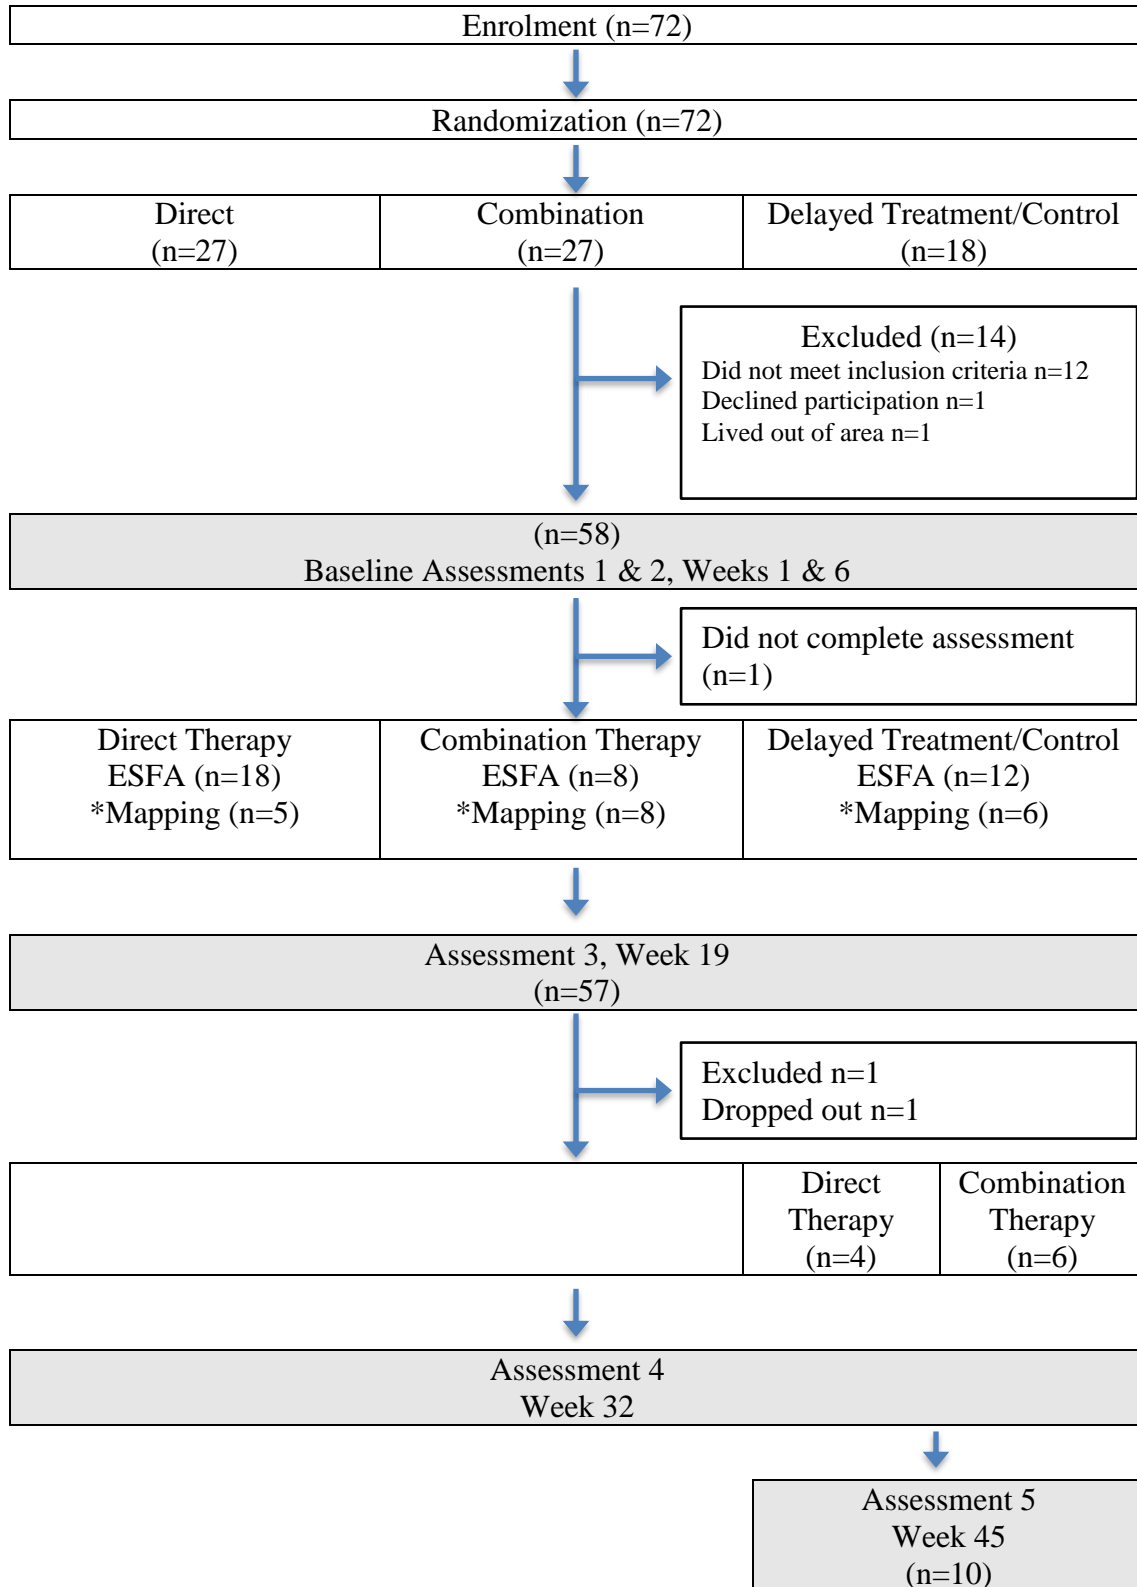 Enrolment (n=72)
Randomization (n=72)
Direct
(n=27)
Combination
(n=27)
Delayed Treatment/Control
(n=18)
Excluded (n=14)
Did not meet inclusion criteria n=12
Declined participation n=1
Lived out of area n=1
(n=58)
Baseline Assessments 1 & 2, Weeks 1 & 6
Did not complete assessment
(n=1)
Direct Therapy
ESFA (n=18)
*Mapping (n=5)
Combination Therapy
ESFA (n=8)
*Mapping (n=8)
Delayed Treatment/Control
ESFA (n=12)
*Mapping (n=6)
Assessment 3, Week 19
(n=57)
Excluded n=1
Dropped out n=1
Direct
Therapy
(n=4)
Combination
Therapy
(n=6)
Assessment 4
Week 32
Assessment 5
Week 45
(n=10)